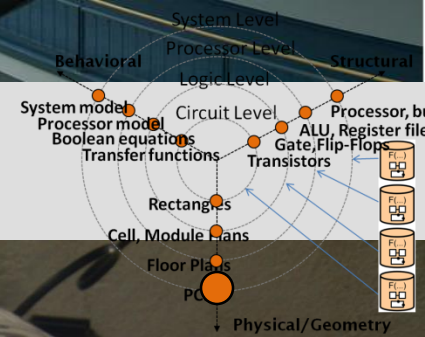 System Level
Processor Level
Behavioral
Structural
Logic Level
System model
Circuit Level
Processor, bu
Processor model
ALU, Register file
Boolean equations
Gate,Flip-Flops
Transfer functions
Transistors
F(...)
F(...)
Rectangles
Cell, Module Plans
F(...)
Floor Plans
F(...)
PC
Physical/Geometry